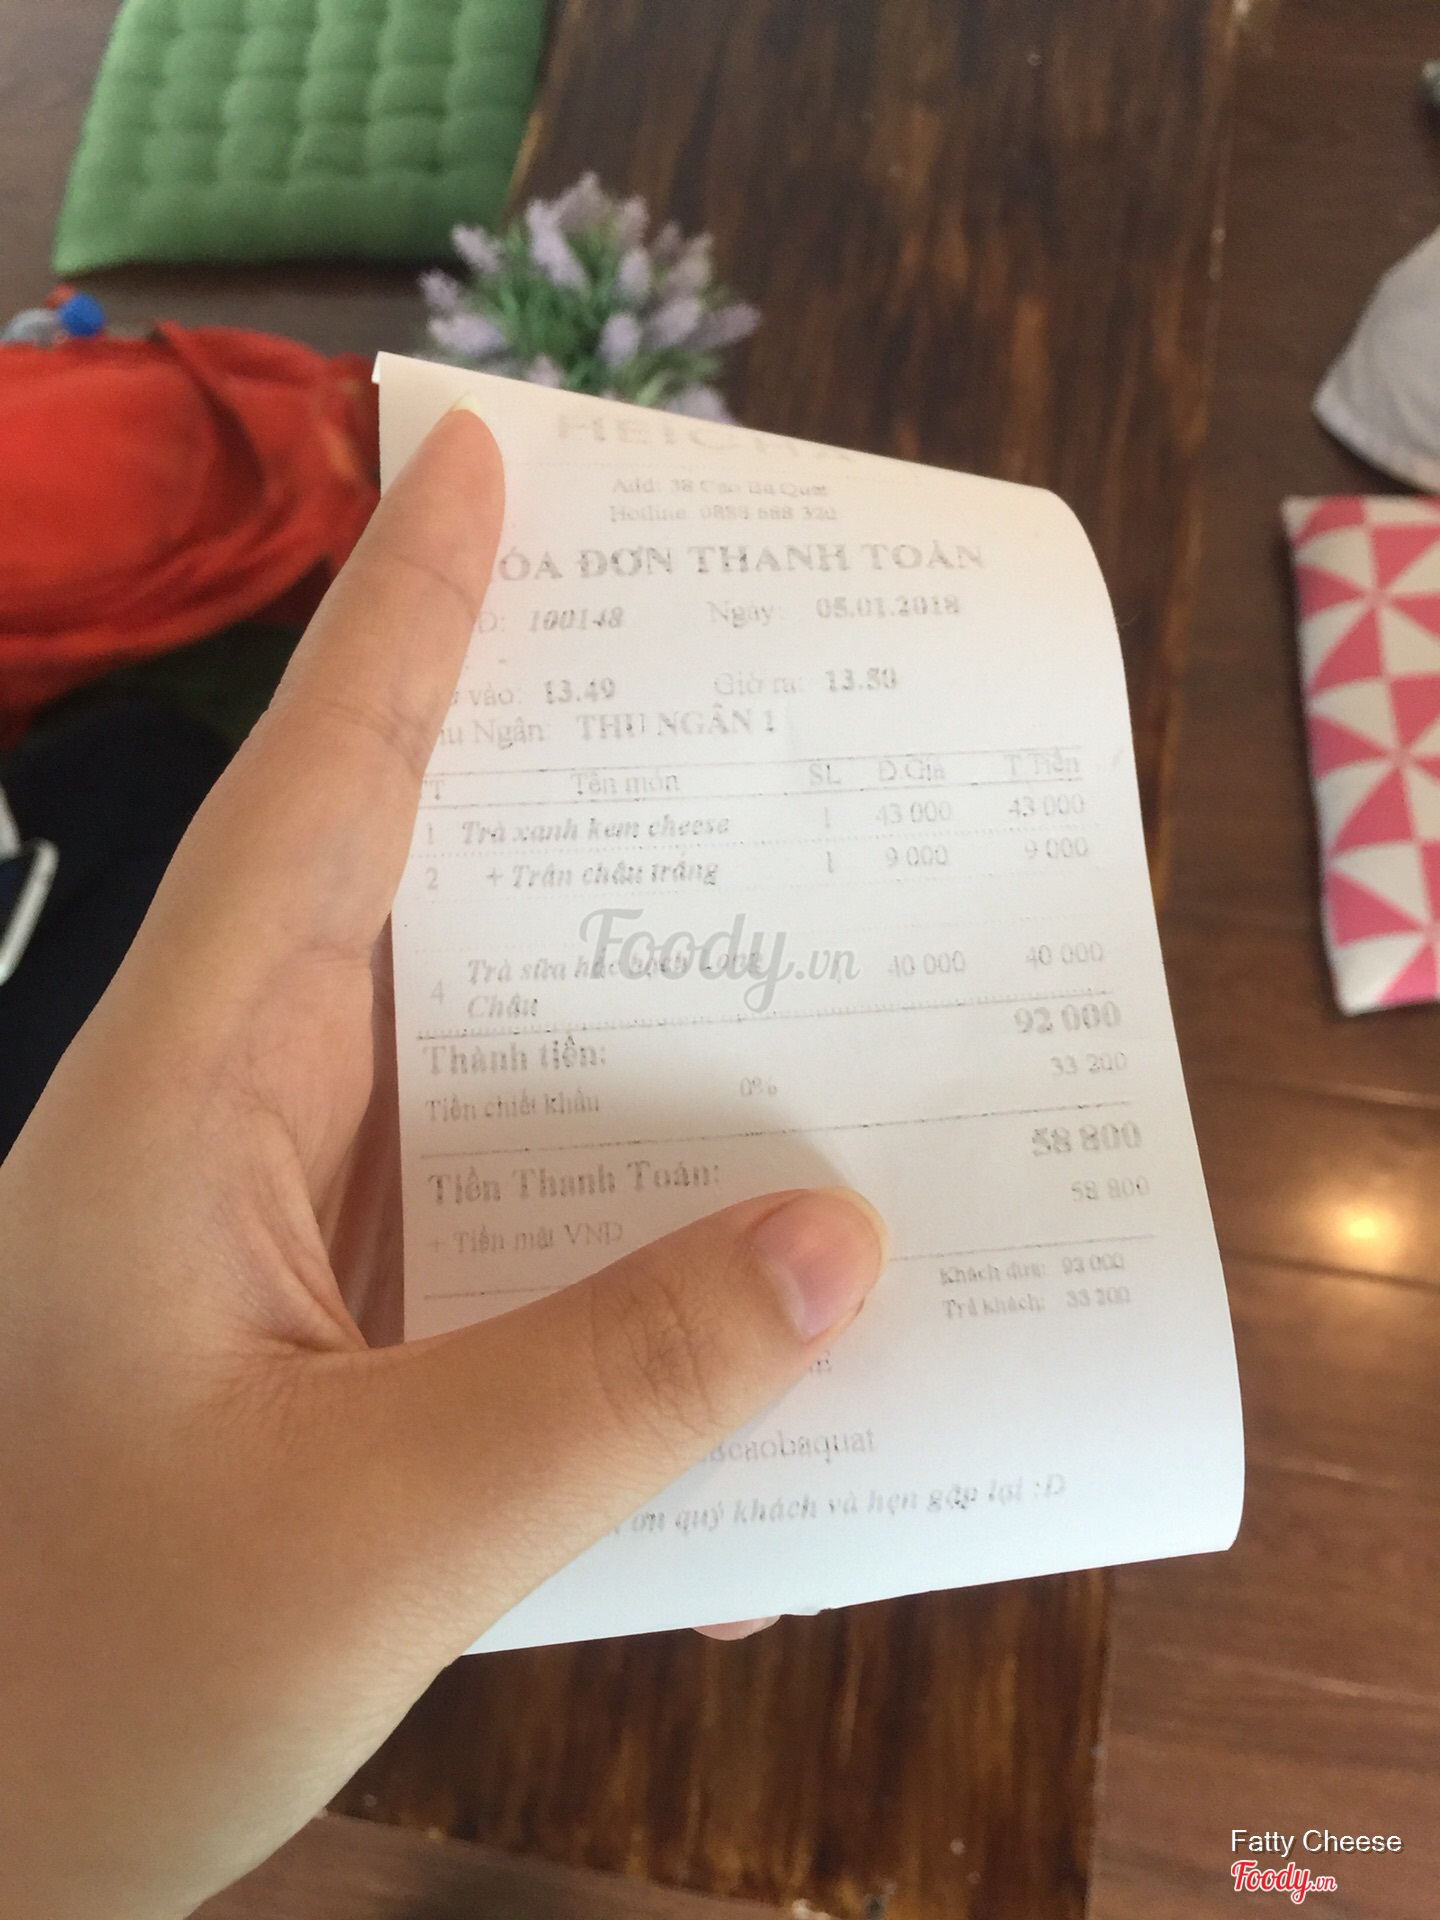 HEICHA
Add: 38 Cao Bá Quát
Hotline: 0888 688 320
ÓA ĐƠN THANH TOÁN
Đ: 100148 Ngày: 05.01.2018
vào: 13.49 Giờ ra: 13.50
hu Ngân: THU NGÂN 1
TT Tên món SL Đ.Giá T.Tiền
1 Trà xanh kem cheese 1 43 000 43 000
2 + Trân châu trắng 1 9 000 9 000
4 Trà sữa 40 000 40 000
Châu
Thành tiền: 92 000
Tiền chiết khấu 0% 33 200
Tiền Thanh Toán: 58 800
+ Tiền mặt VND 58 800
Khách đưa: 92 000
Trả khách: 33 200
caobaquat
ơn quý khách và hẹn gặp lại :D
Foody.vn
Fatty Cheese
Foody.vn